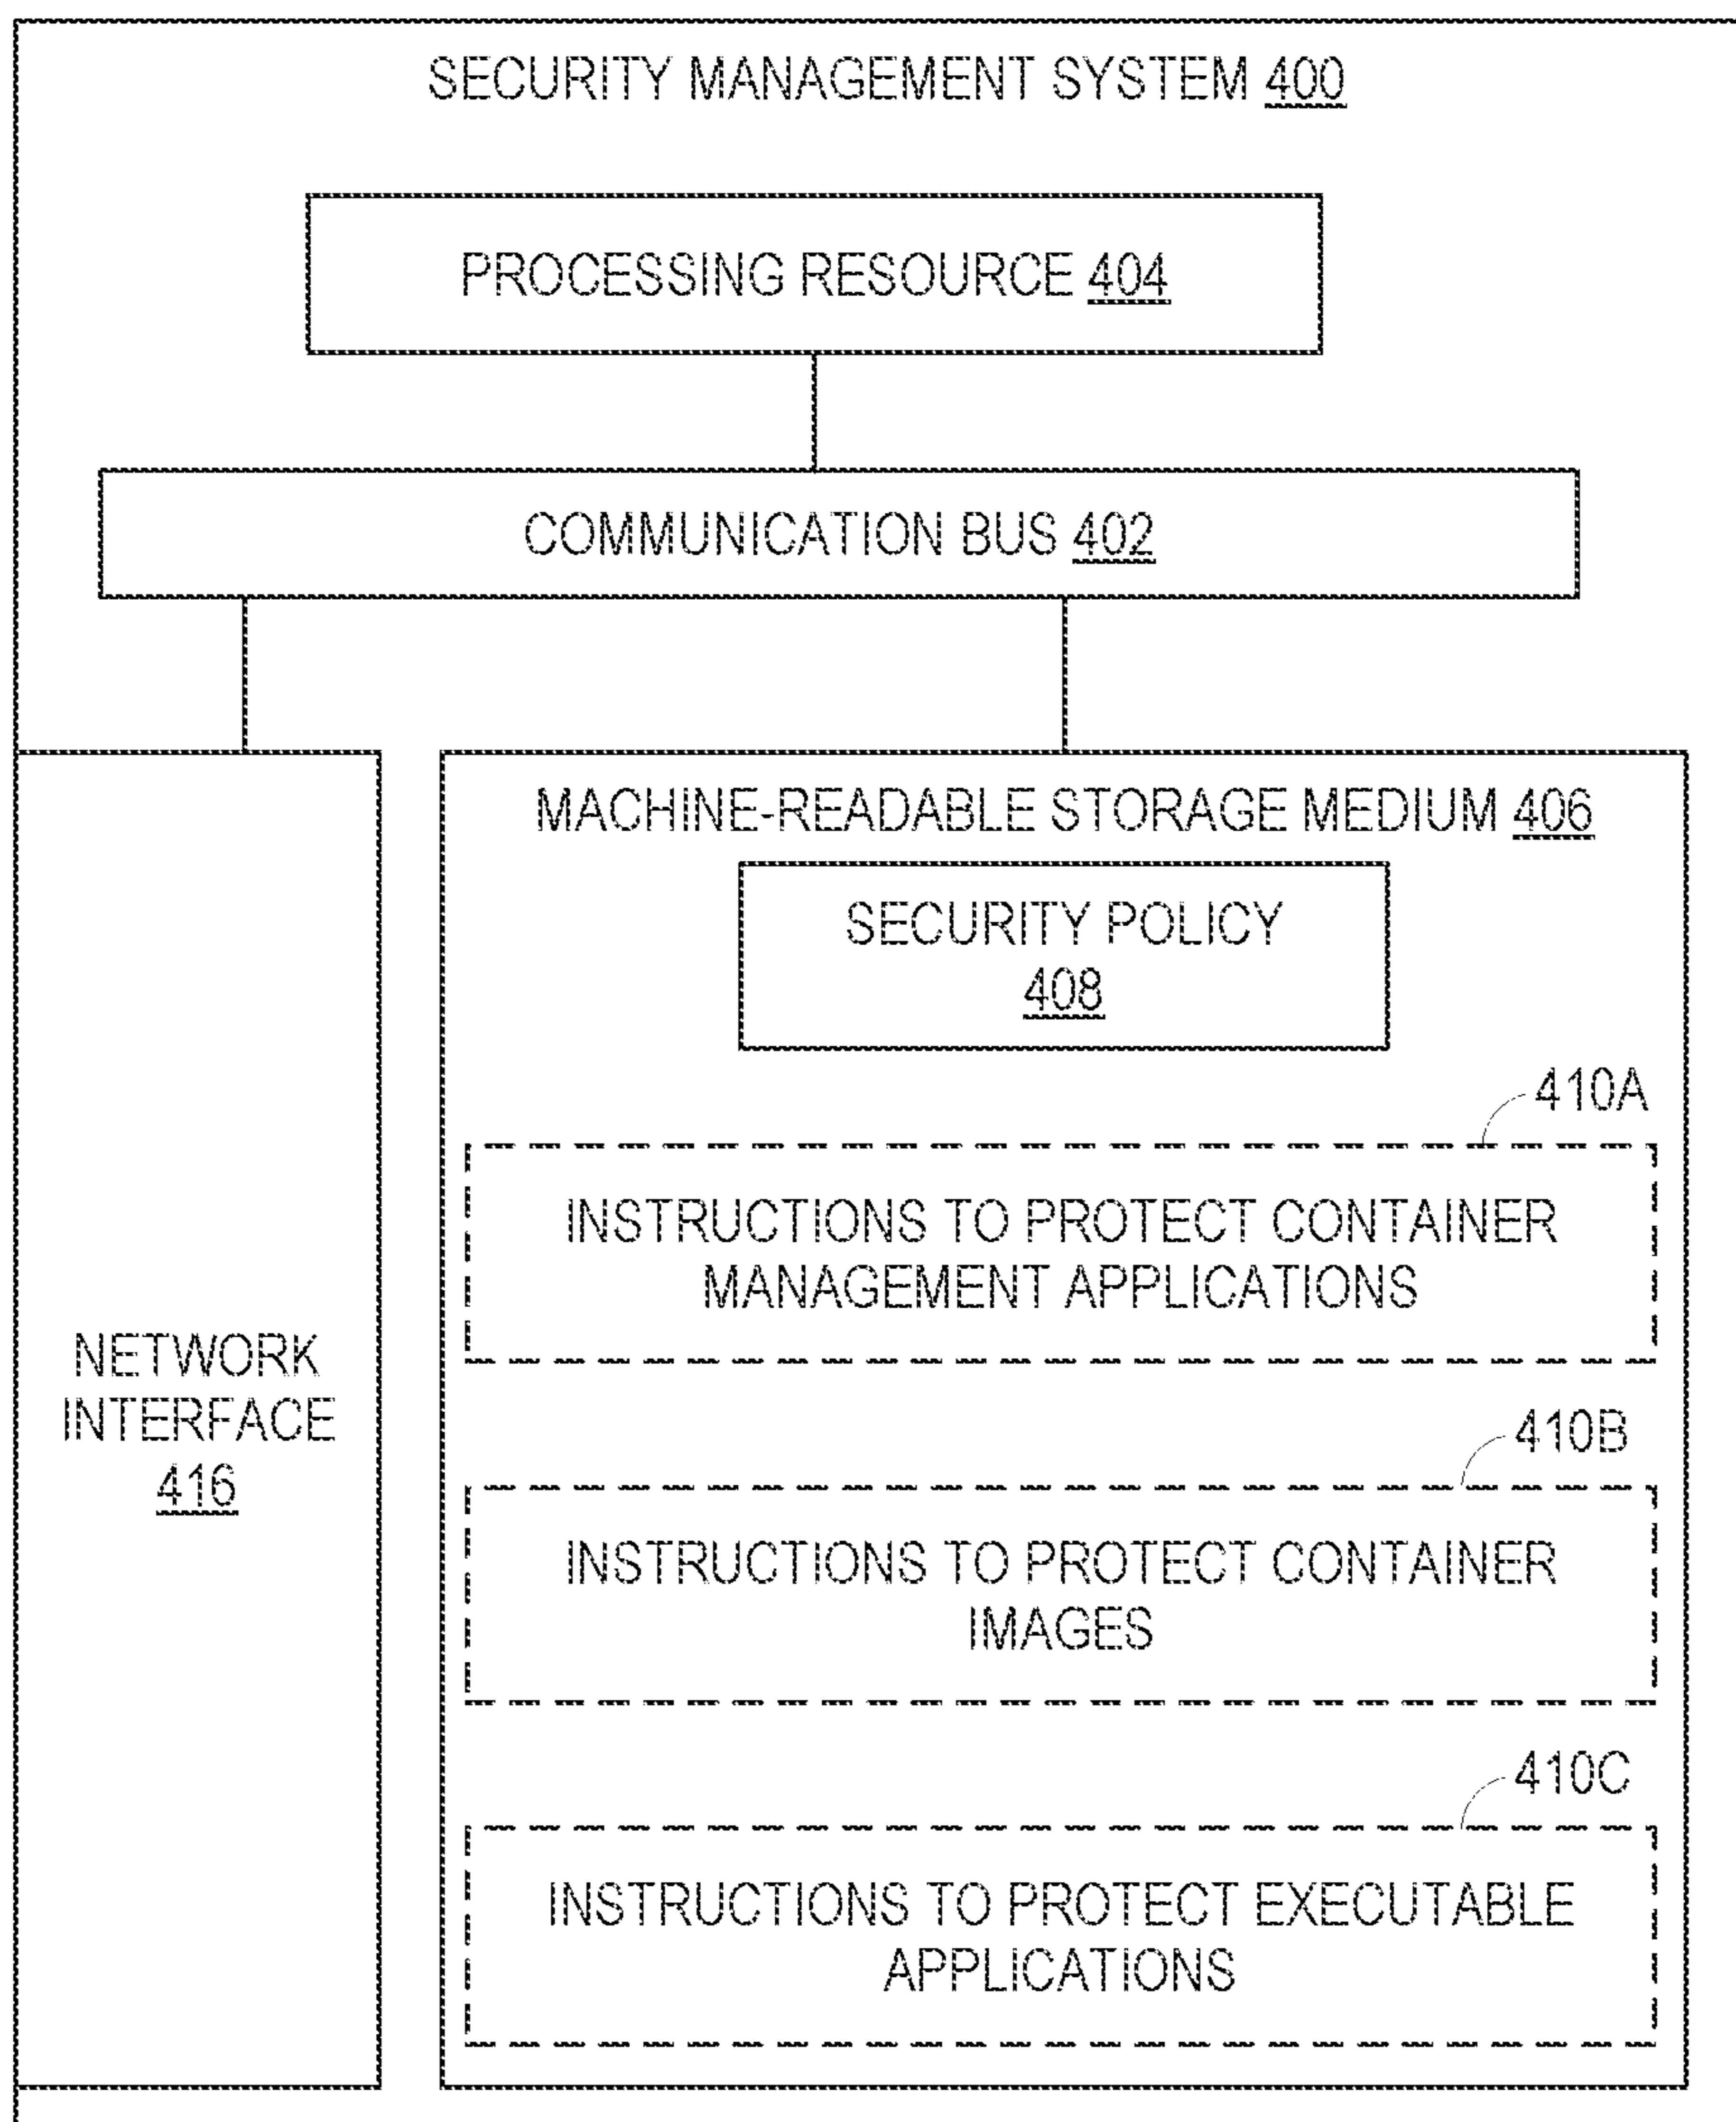 SECURITY MANAGEMENT SYSTEM 400
PROCESSING RESOURCE 404
COMMUNICATION BUS 402
NETWORK
INTERFACE
416
MACHINE-READABLE STORAGE MEDIUM 406
SECURITY POLICY
408
410A
INSTRUCTIONS TO PROTECT CONTAINER
MANAGEMENT APPLICATIONS
410B
INSTRUCTIONS TO PROTECT CONTAINER
IMAGES
410C
INSTRUCTIONS TO PROTECT EXECUTABLE
APPLICATIONS